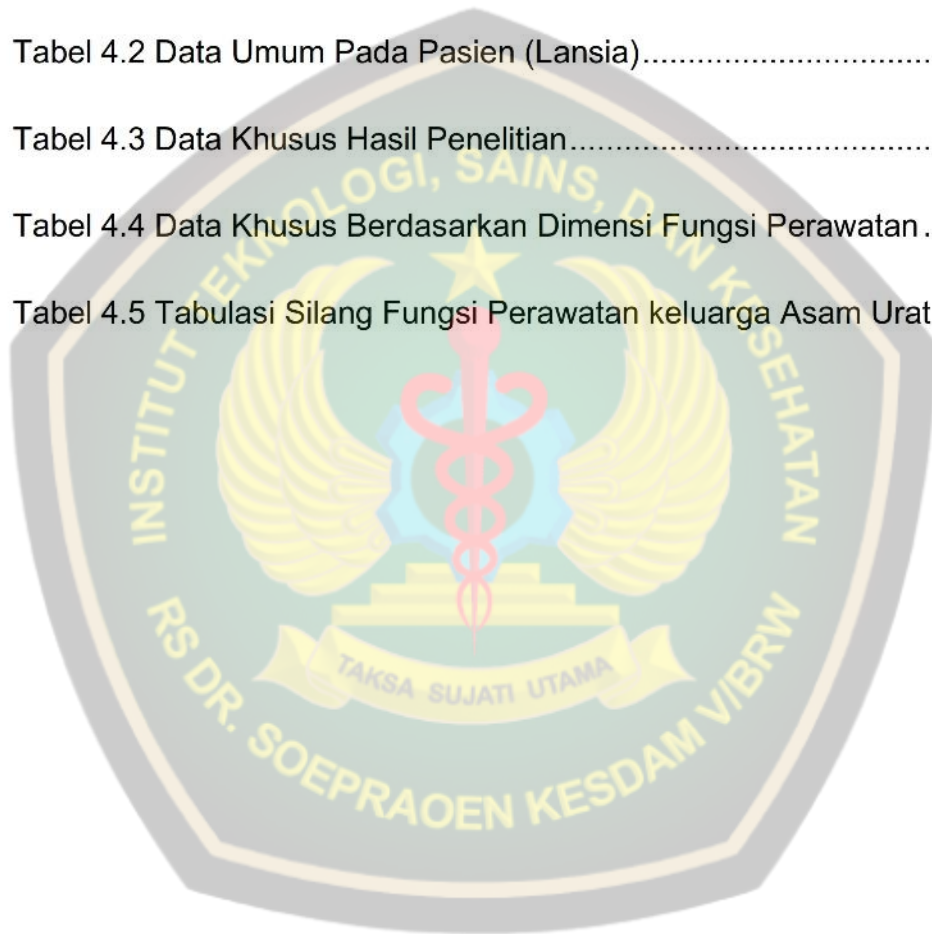 Tabel 4.2 Data Umum Pada Pasien (Lansia)................................
Tabel 4.3 Data Khusus Hasil Penelitian........................................
Tabel 4.4 Data Khusus Berdasarkan Dimensi Fungsi Perawatan .
Tabel 4.5 Tabulasi Silang Fungsi Perawatan keluarga Asam Urat
INSTITUT TEKNOLOGI, SAINS, DAN KESEHATAN
TAKSA SUJATI UTAMA
RS DR. SOEPRAOEN KESDAM V/BRW